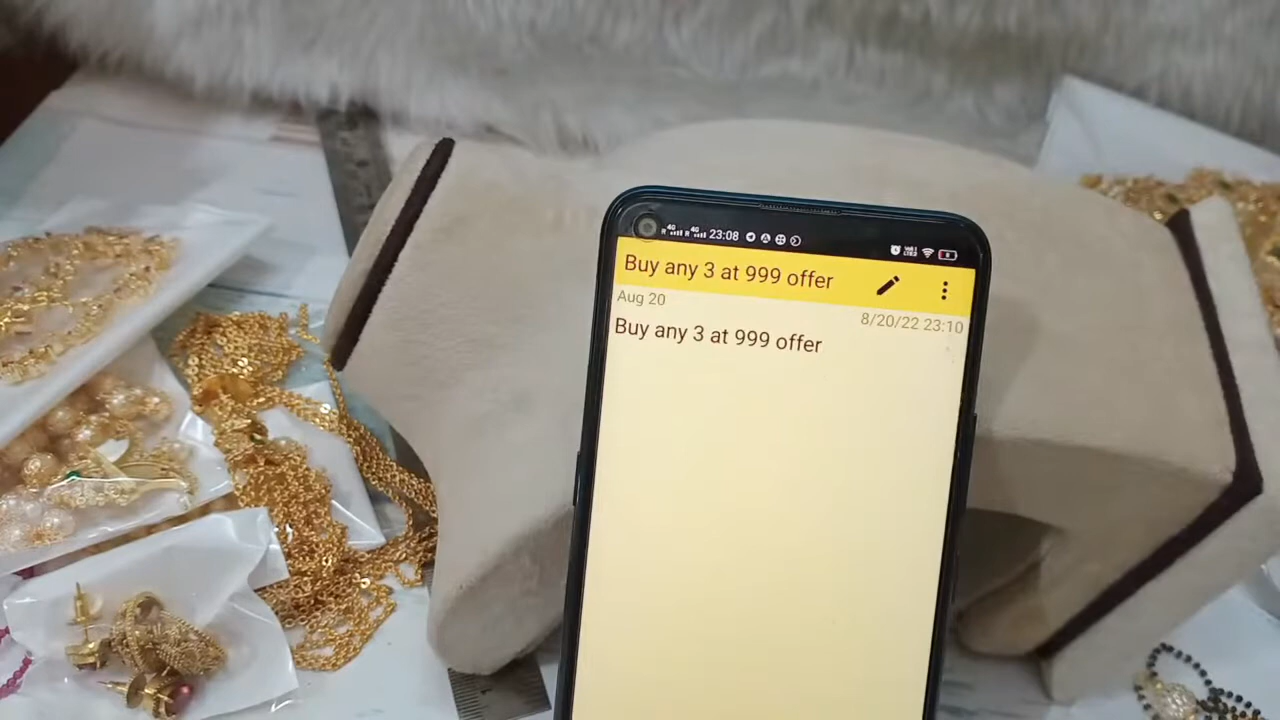 23:08
Buy any 3 at 999 offer
Aug 20
8/20/22 23:10
Buy any 3 at 999 offer